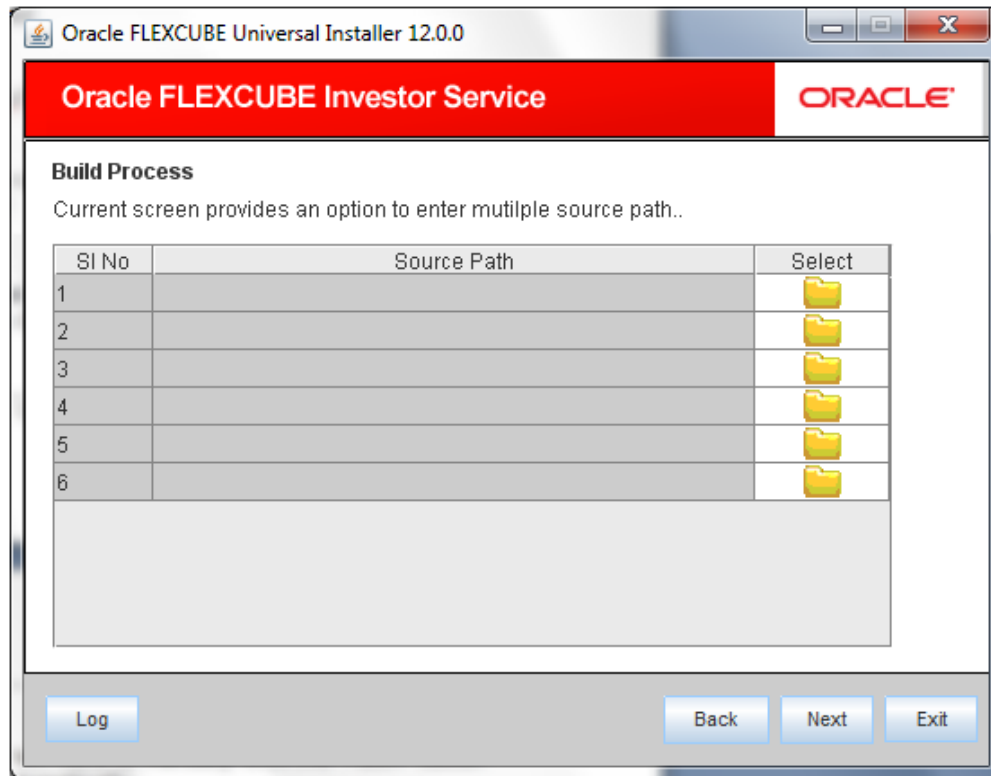 Oracle FLEXCUBE Universal Installer 12.0.0
Oracle FLEXCUBE Investor Service
ORACLE
Build Process
Current screen provides an option to enter mutilple source path..
Sl No Source Path Select
1
2
3
4
5
6
Log Back Next Exit